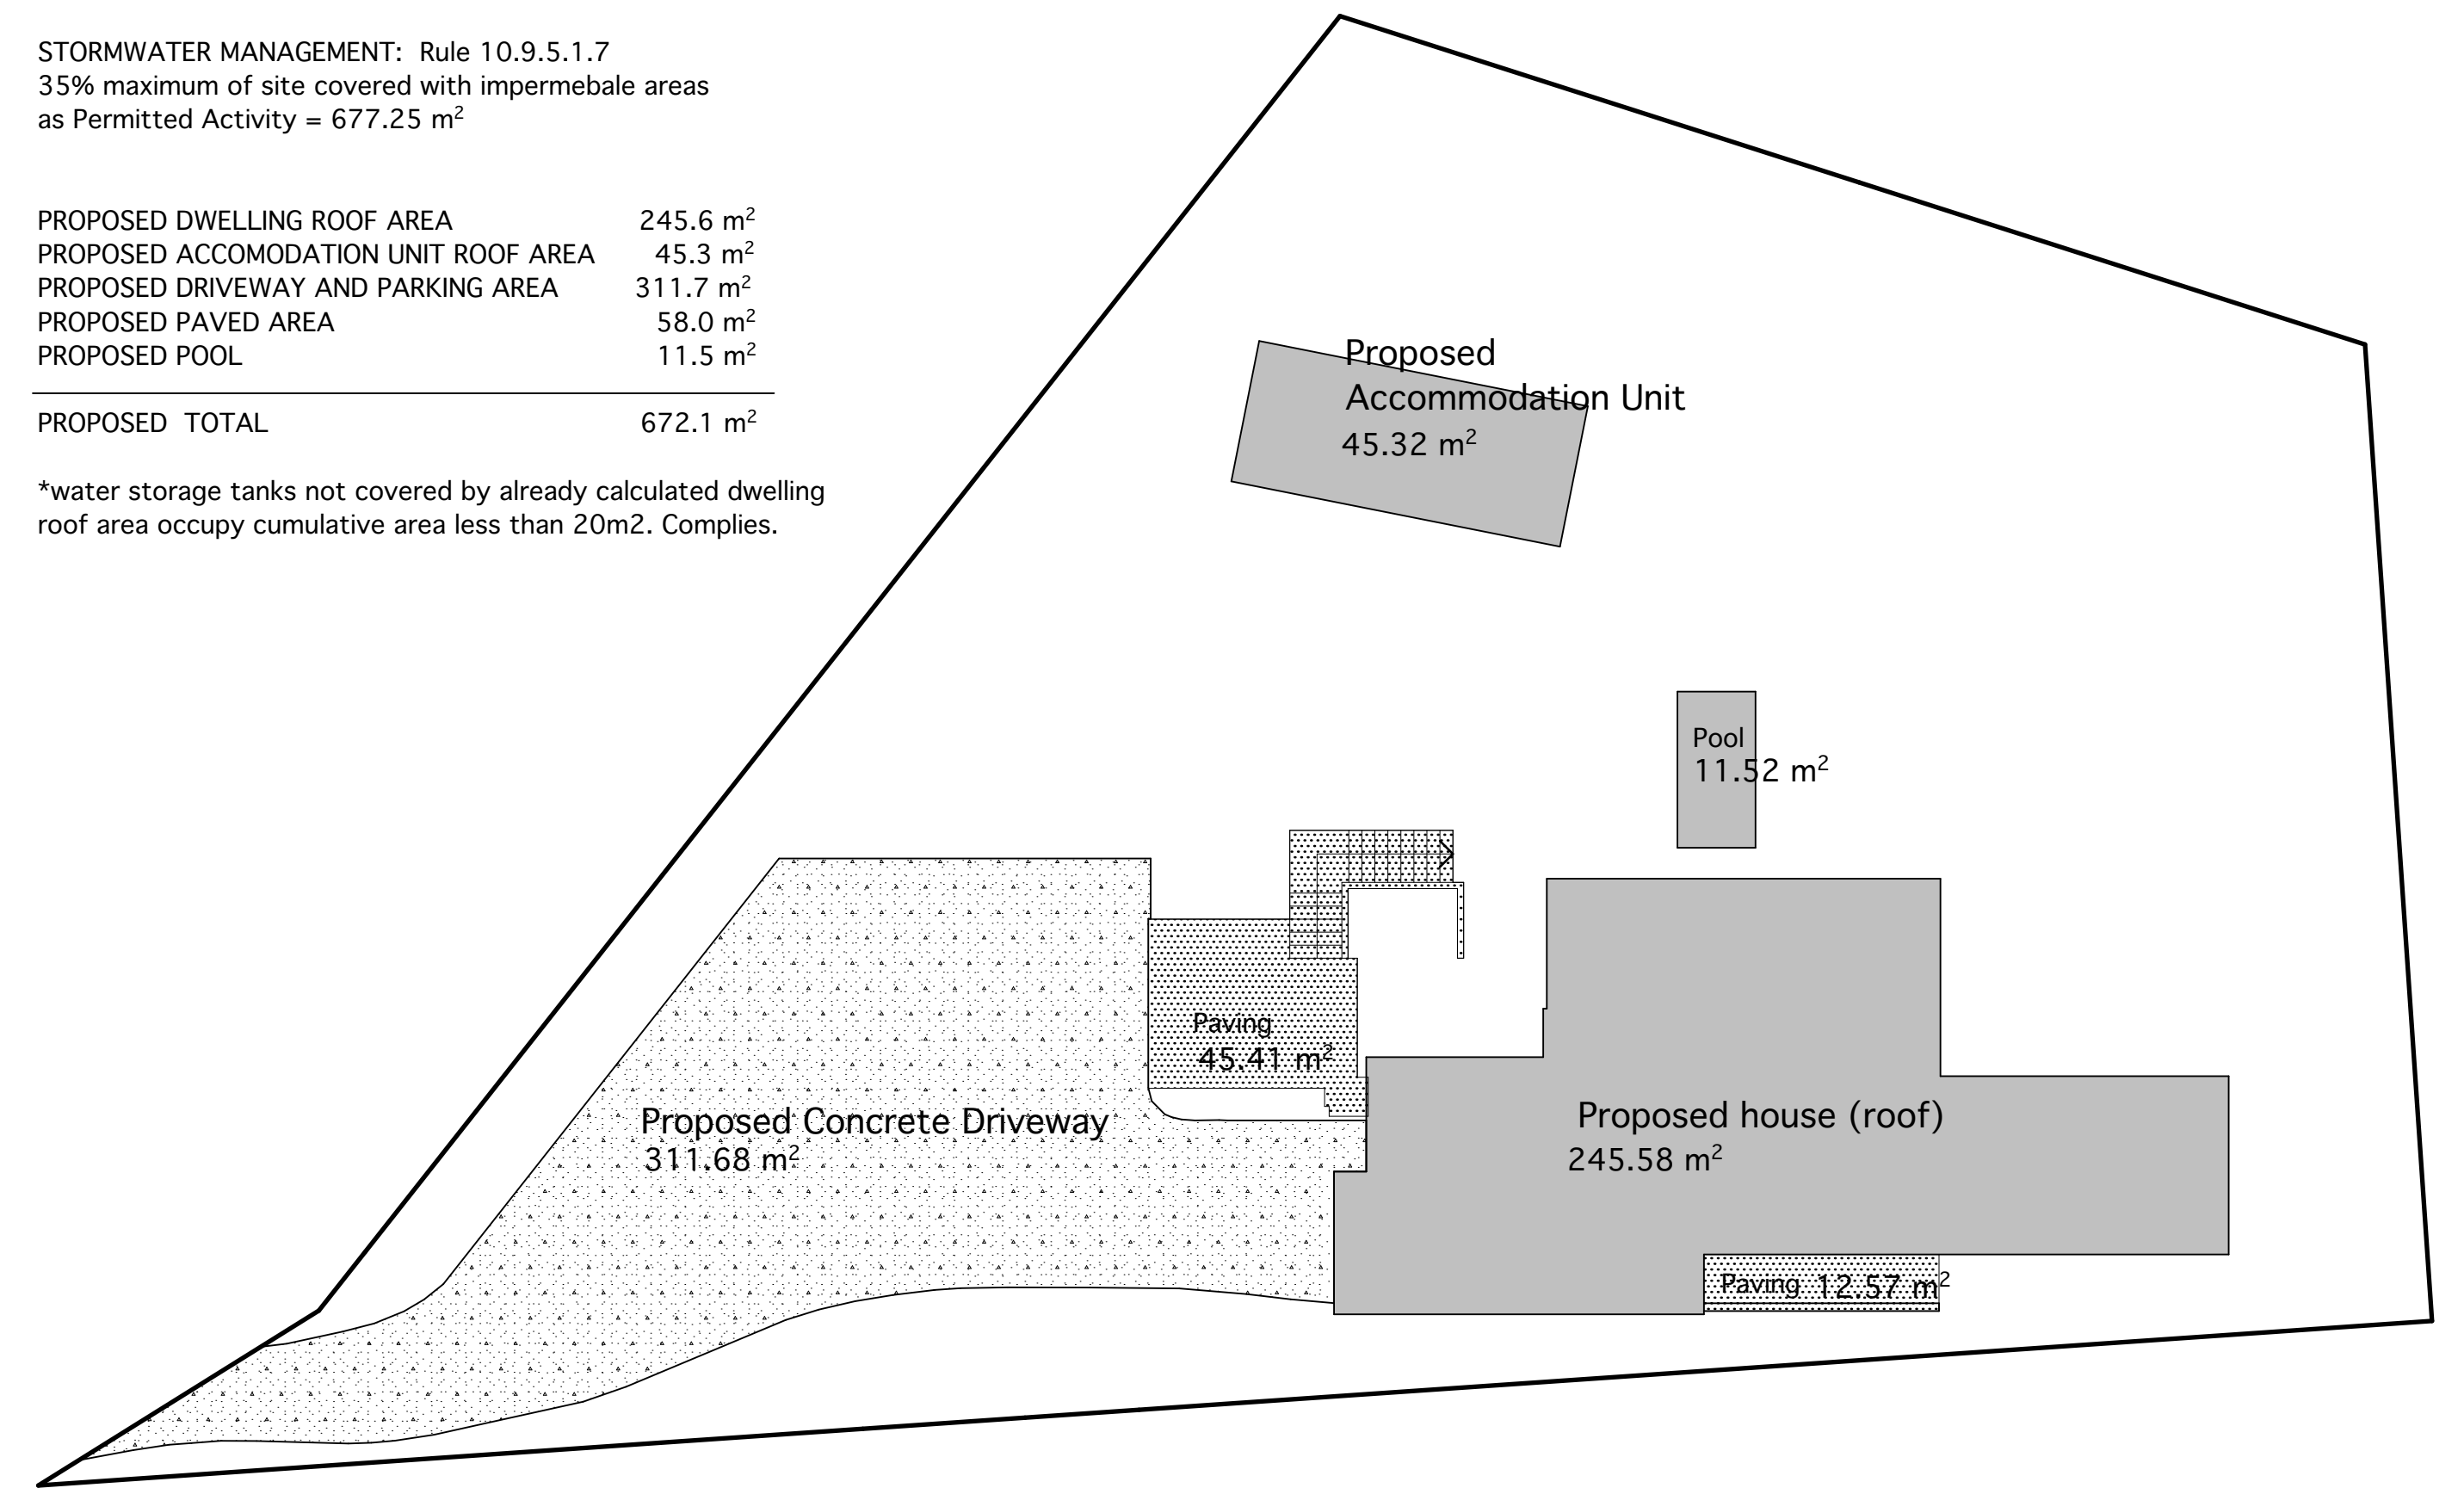 STORMWATER MANAGEMENT:  Rule 10.9.5.1.7
35% maximum of site covered with impermebale areas
as Permitted Activity = 677.25 m²
PROPOSED DWELLING ROOF AREA 245.6 m²
PROPOSED ACCOMODATION UNIT ROOF AREA 45.3 m²
PROPOSED DRIVEWAY AND PARKING AREA 311.7 m²
PROPOSED PAVED AREA 58.0 m²
PROPOSED POOL 11.5 m²
PROPOSED  TOTAL 672.1 m²
*water storage tanks not covered by already calculated dwelling
roof area occupy cumulative area less than 20m2. Complies.
Proposed
Accommodation Unit
45.32 m²
Pool
11.52 m²
Paving
45.41 m²
Proposed Concrete Driveway
311.68 m²
Proposed house (roof)
245.58 m²
Paving 12.57 m²